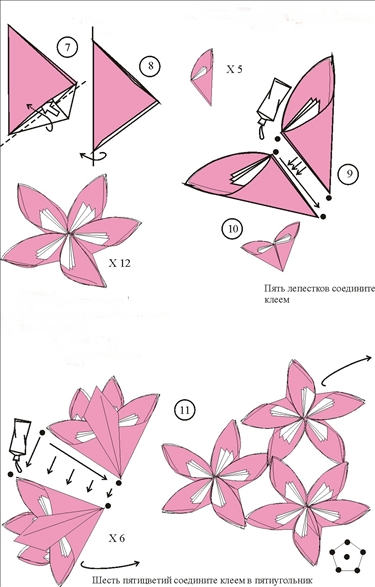 7
8
X 5
9
X 12
10
Пять лепестков соедините
клеем
11
X 6
Шесть пятицветий соедините клеем в пятиугольник